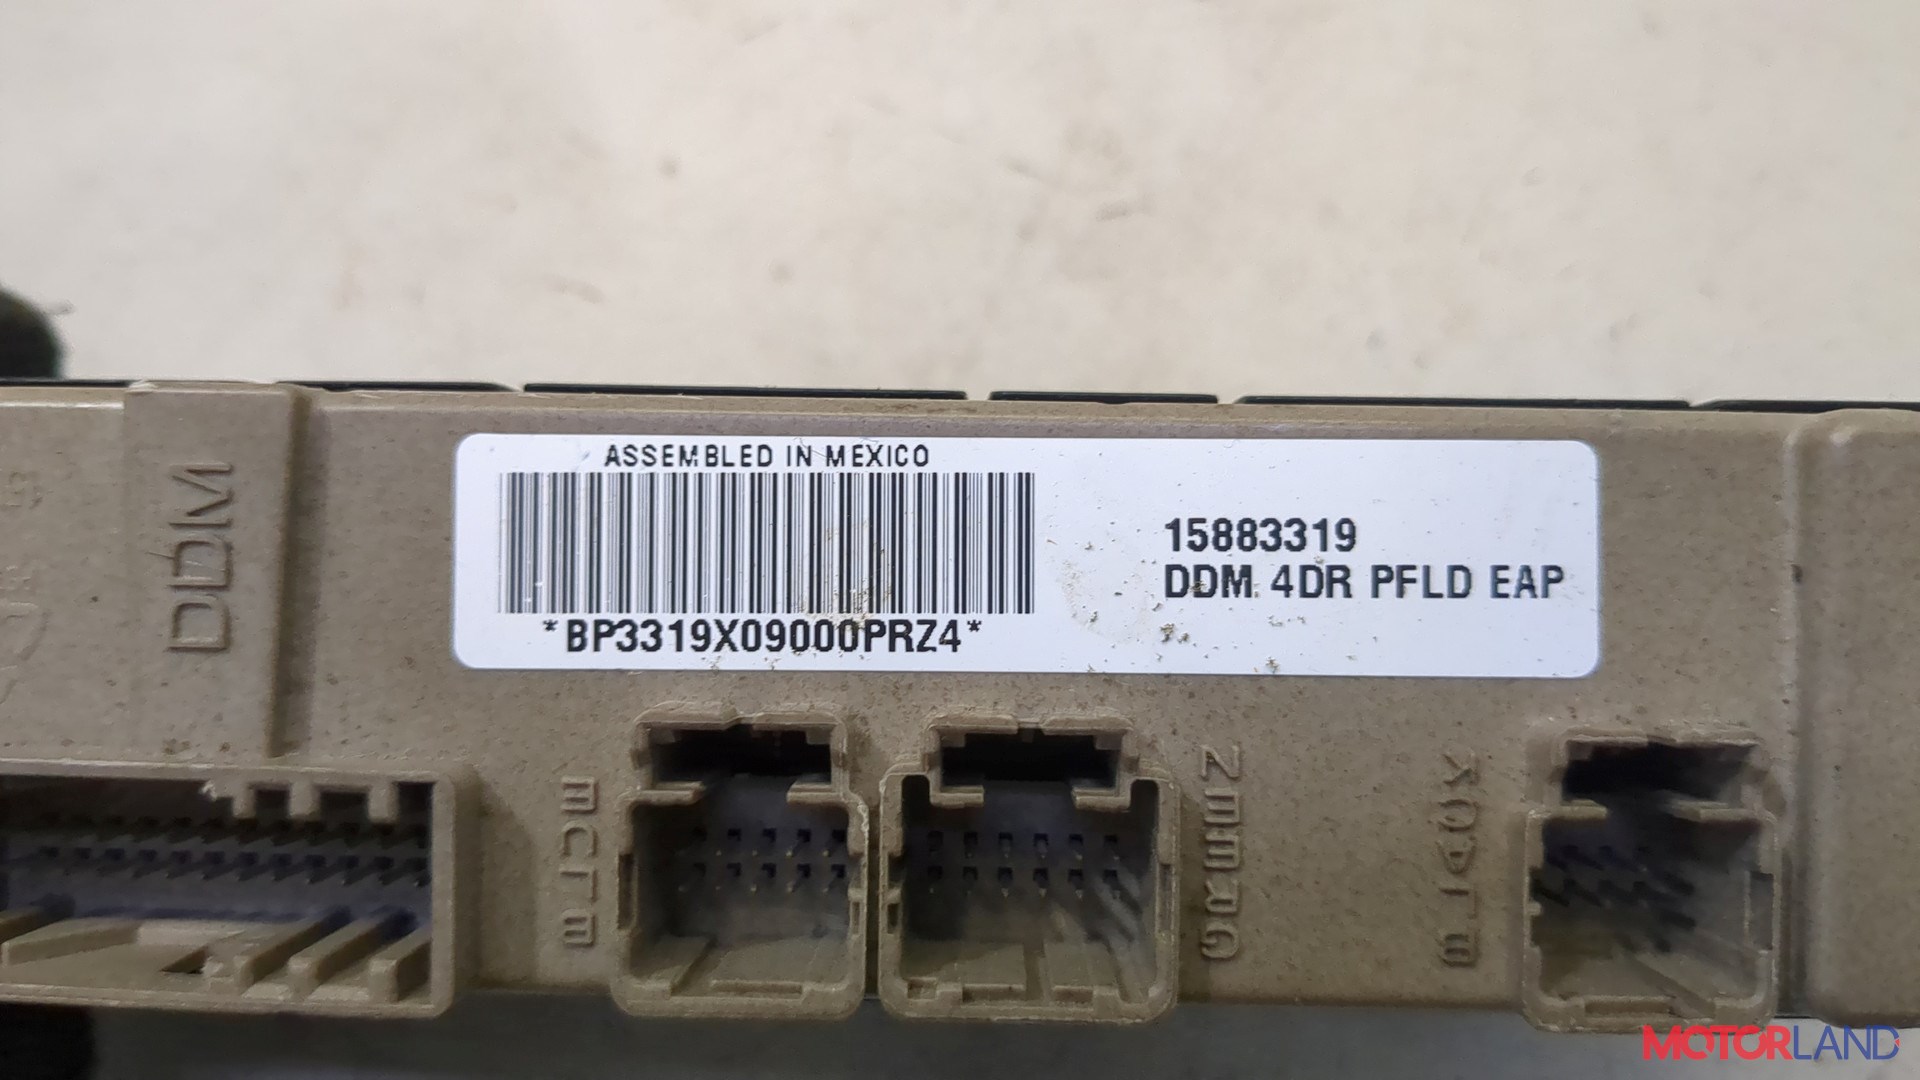 ASSEMBLED IN MEXICO
*BP3319X09000PRZ4*
15883319
DDM 4DR PFLD EAP
DDM
MOTORLAND